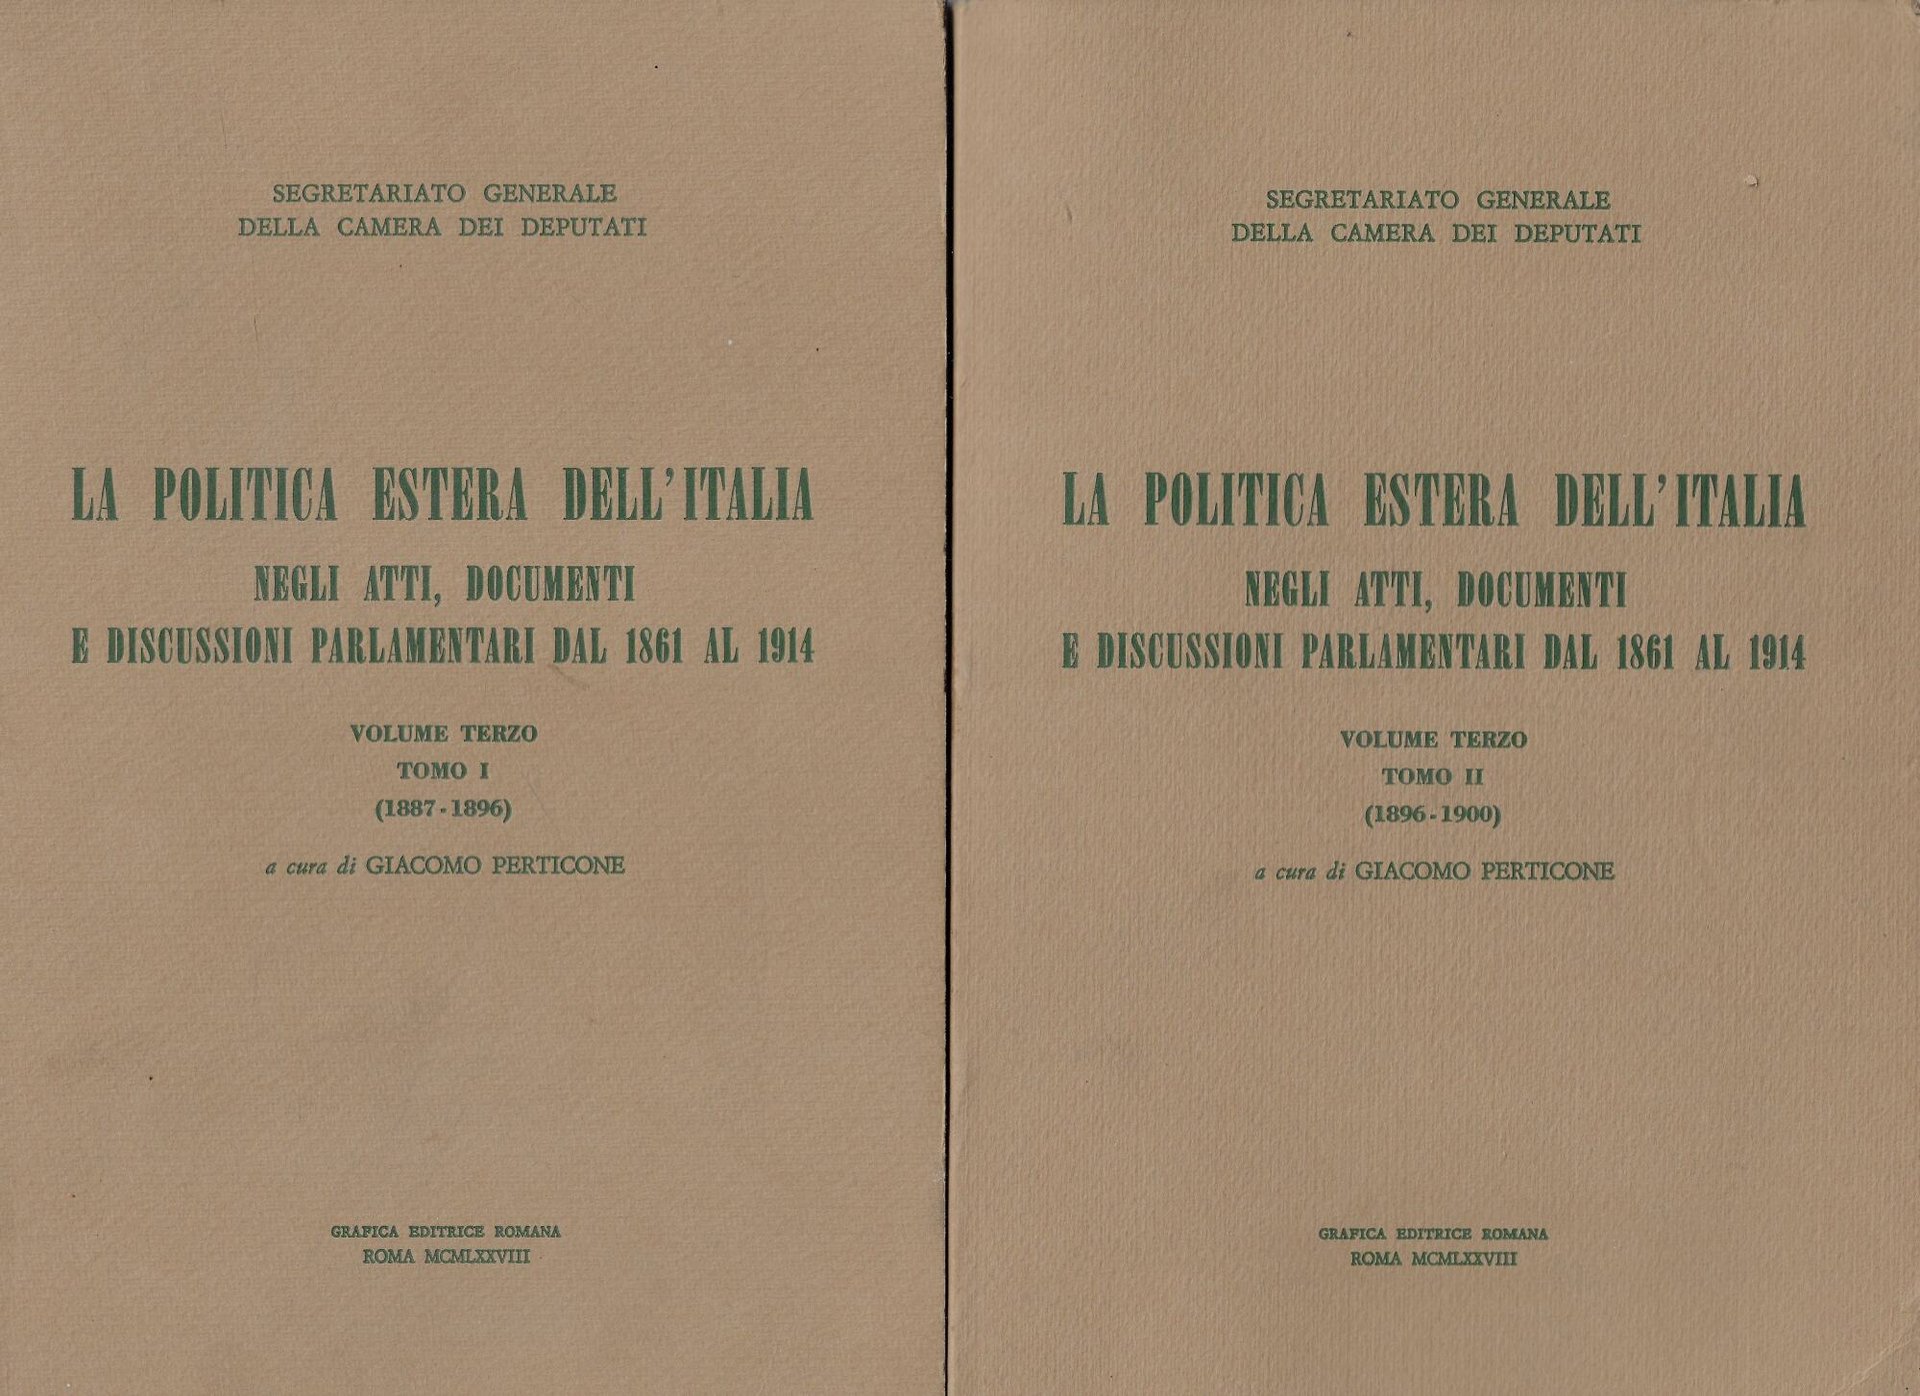 SEGRETARIATO GENERALE
DELLA CAMERA DEI DEPUTATI
LA POLITICA ESTERA DELL'ITALIA
NEGLI ATTI, DOCUMENTI
E DISCUSSIONI PARLAMENTARI DAL 1861 AL 1914
VOLUME TERZO
TOMO I
(1887-1896)
a cura di GIACOMO PERTICONE
GRAFICA EDITRICE ROMANA
ROMA MCMLXXVIII
SEGRETARIATO GENERALE
DELLA CAMERA DEI DEPUTATI
LA POLITICA ESTERA DELL'ITALIA
NEGLI ATTI, DOCUMENTI
E DISCUSSIONI PARLAMENTARI DAL 1861 AL 1914
VOLUME TERZO
TOMO II
(1896-1900)
a cura di GIACOMO PERTICONE
GRAFICA EDITRICE ROMANA
ROMA MCMLXXVIII